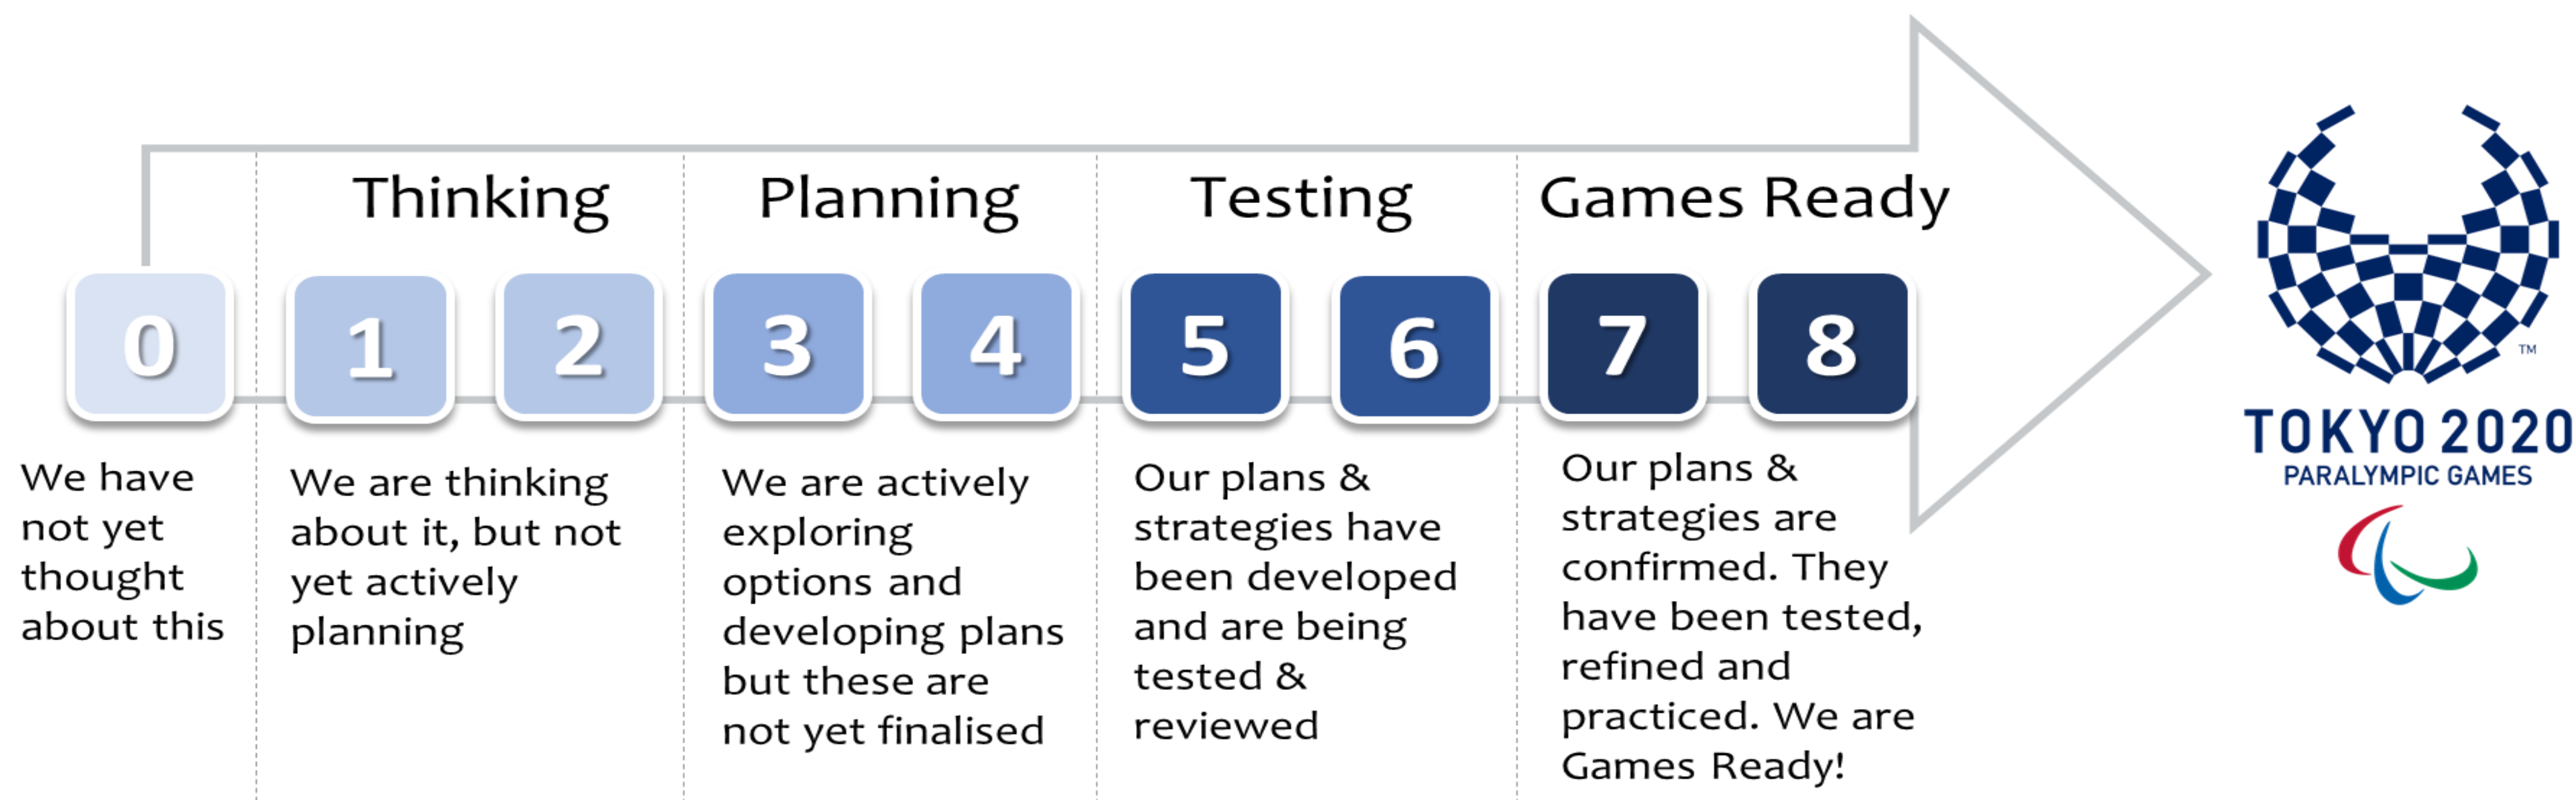 Thinking
Planning
Testing
Games Ready
0
1
2
3
4
5
6
7
8
We have
not yet
thought
about this
We are thinking
about it, but not
yet actively
planning
We are actively
exploring
options and
developing plans
but these are
not yet finalised
Our plans &
strategies have
been developed
and are being
tested &
reviewed
Our plans &
strategies are
confirmed. They
have been tested,
refined and
practiced. We are
Games Ready!
TM
TOKYO 2020
PARALYMPIC GAMES